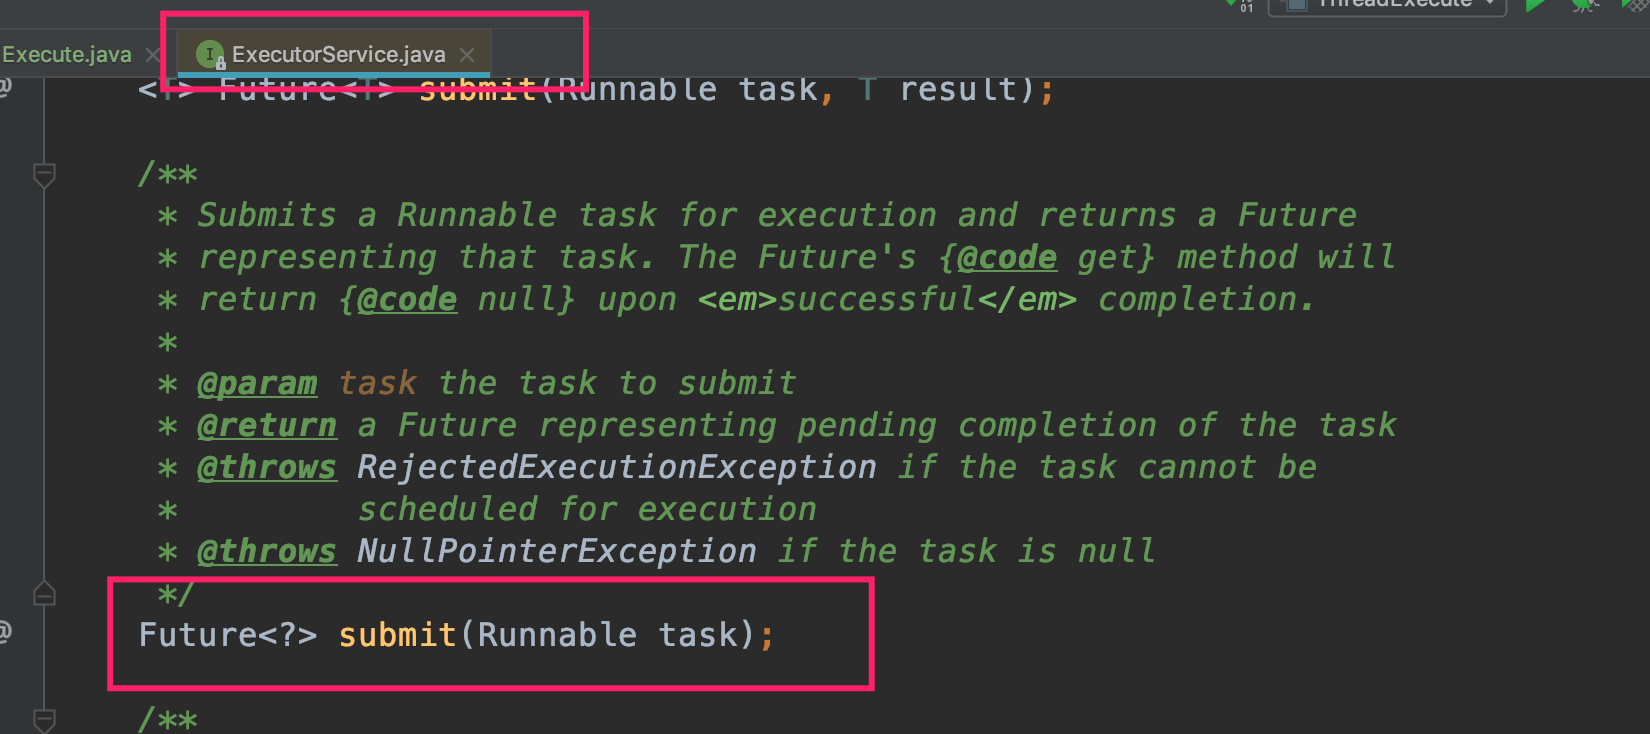 01 ThreadExecute
Execute.java × I ExecutorService.java ×
@ <T> Future<T> submit(Runnable task, T result);
/**
* Submits a Runnable task for execution and returns a Future
* representing that task. The Future's {@code get} method will
* return {@code null} upon <em>successful</em> completion.
*
* @param task the task to submit
* @return a Future representing pending completion of the task
* @throws RejectedExecutionException if the task cannot be
* scheduled for execution
* @throws NullPointerException if the task is null
*/
@ Future<?> submit(Runnable task);
/**